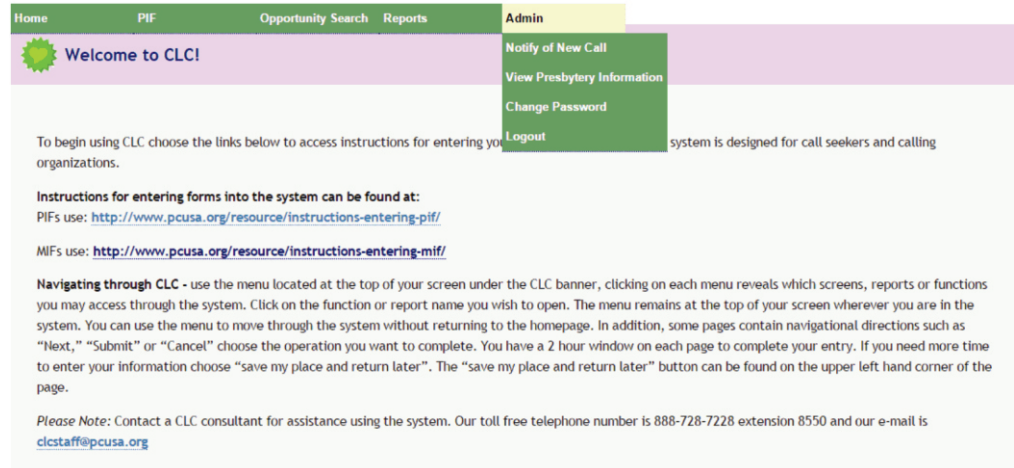 Home PIF Opportunity Search Reports Admin
Notify of New Call
View Presbytery Information
Change Password
Logout
Welcome to CLC!
To begin using CLC choose the links below to access instructions for entering you system is designed for call seekers and calling
organizations.
Instructions for entering forms into the system can be found at:
PIFs use: http://www.pcusa.org/resource/instructions-entering-pif/
MIFs use: http://www.pcusa.org/resource/instructions-entering-mif/
Navigating through CLC - use the menu located at the top of your screen under the CLC banner, clicking on each menu reveals which screens, reports or functions
you may access through the system. Click on the function or report name you wish to open. The menu remains at the top of your screen wherever you are in the
system. You can use the menu to move through the system without returning to the homepage. In addition, some pages contain navigational directions such as
“Next,” “Submit” or “Cancel” choose the operation you want to complete. You have a 2 hour window on each page to complete your entry. If you need more time
to enter your information choose “save my place and return later”. The “save my place and return later” button can be found on the upper left hand corner of the
page.
Please Note: Contact a CLC consultant for assistance using the system. Our toll free telephone number is 888-728-7228 extension 8550 and our e-mail is
clcstaff@pcusa.org